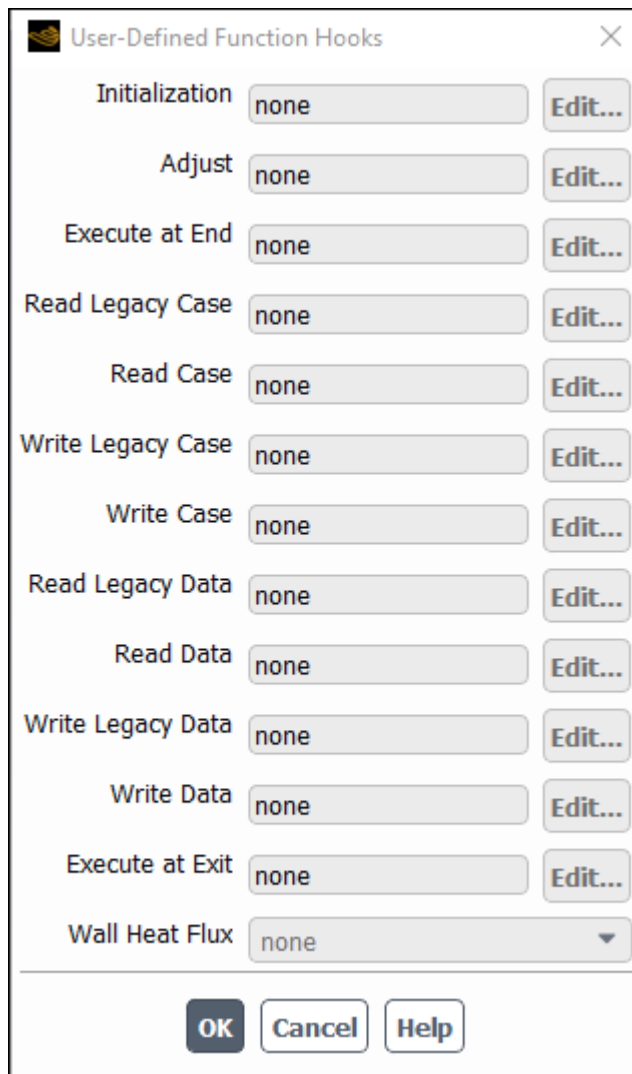 User-Defined Function Hooks
Initialization none Edit...
Adjust none Edit...
Execute at End none Edit...
Read Legacy Case none Edit...
Read Case none Edit...
Write Legacy Case none Edit...
Write Case none Edit...
Read Legacy Data none Edit...
Read Data none Edit...
Write Legacy Data none Edit...
Write Data none Edit...
Execute at Exit none Edit...
Wall Heat Flux none
OK Cancel Help